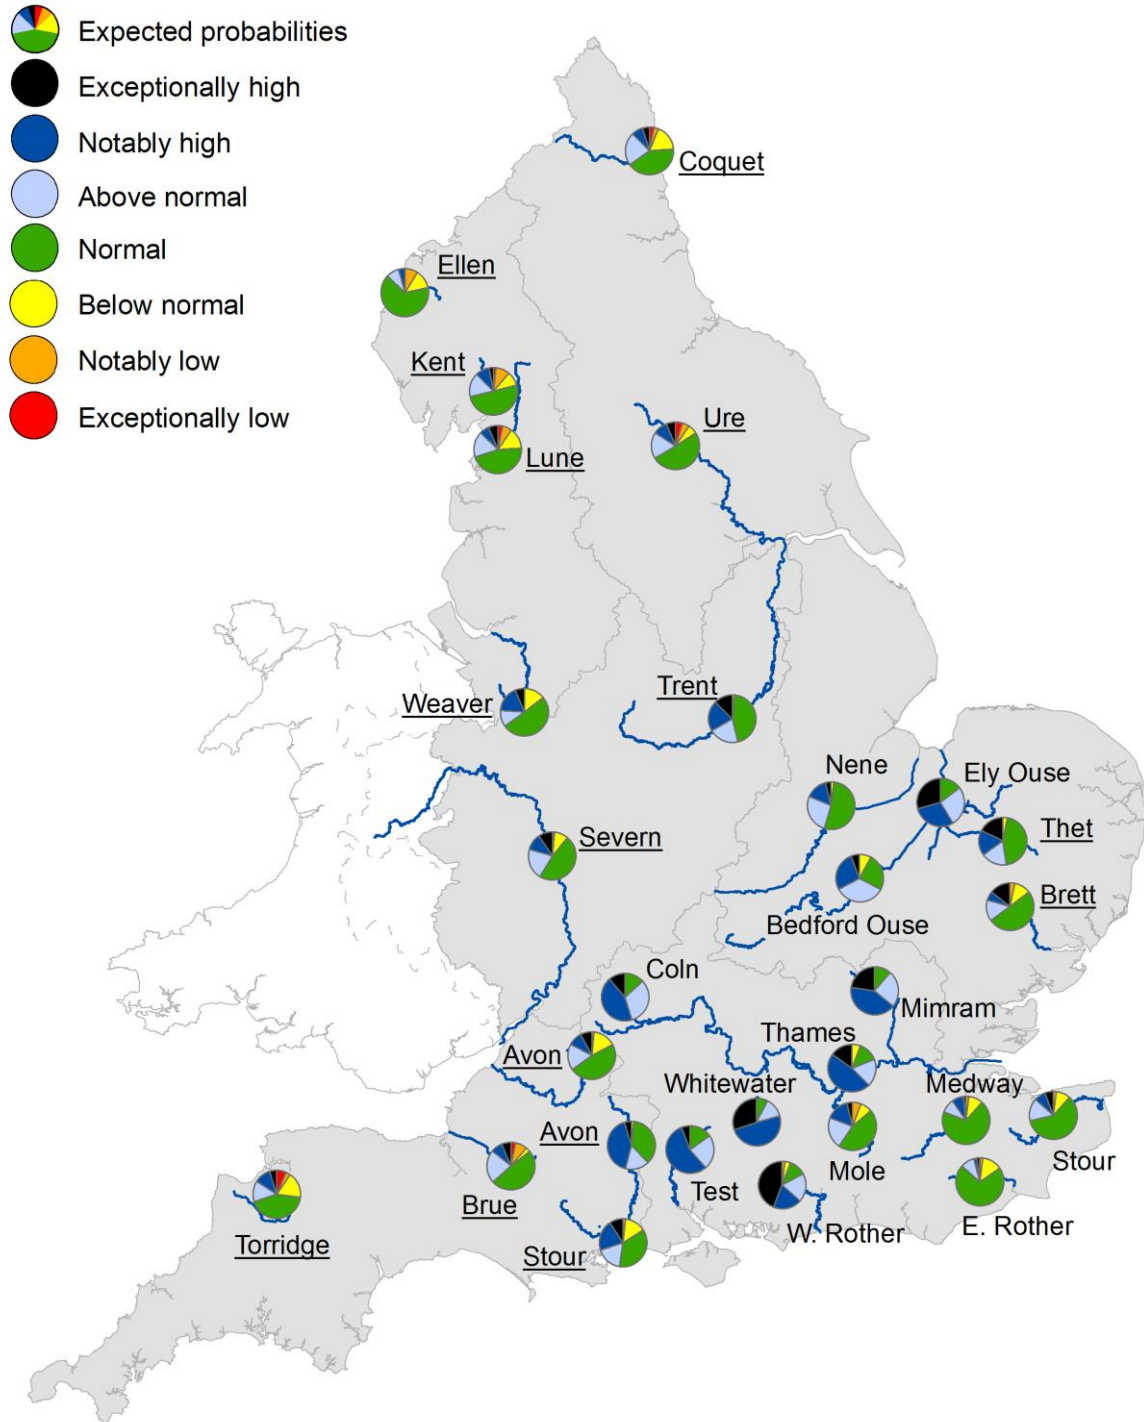 Expected probabilities
Exceptionally high
Notably high
Above normal
Normal
Below normal
Notably low
Exceptionally low
Coquet
Ellen
Kent
Lune
Ure
Weaver
Trent
Nene
Ely Ouse
Thet
Severn
Brett
Bedford Ouse
Coln
Mimram
Thames
Avon
Whitewater
Medway
Avon
Mole
Stour
Test
Brue
W. Rother
E. Rother
Torridge
Stour